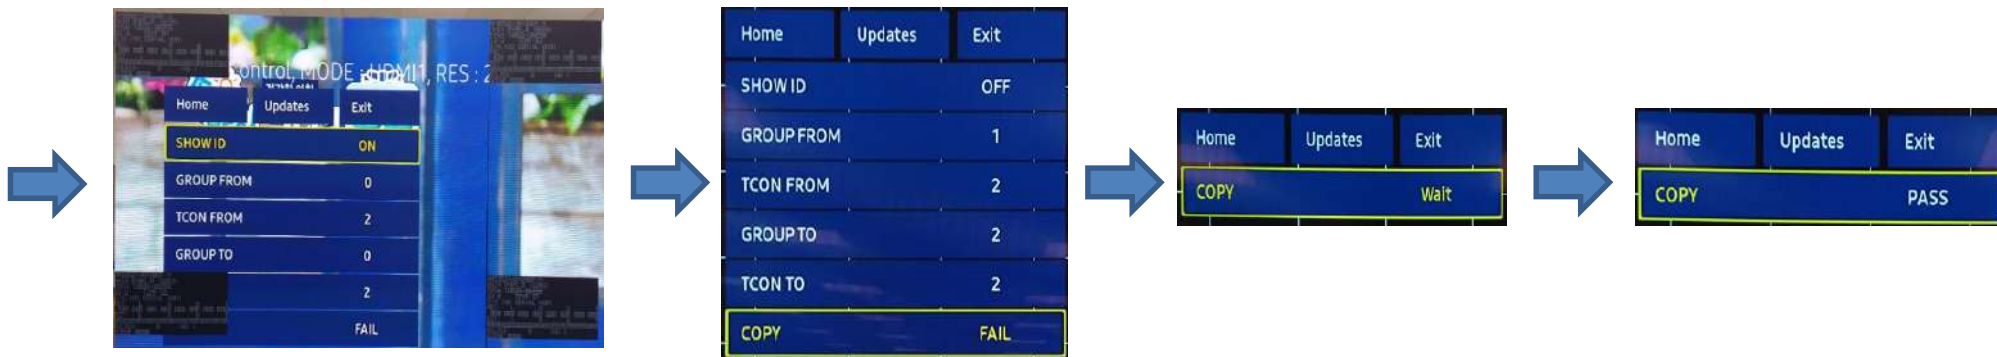 ontrol, MODE : HDMI1, RES : 2
Home Updates Exit
SHOW ID ON
GROUP FROM 0
TCON FROM 2
GROUP TO 0
2
FAIL
Home Updates Exit
SHOW ID OFF
GROUP FROM 1
TCON FROM 2
GROUP TO 2
TCON TO 2
COPY FAIL
Home Updates Exit
COPY Wait
Home Updates Exit
COPY PASS